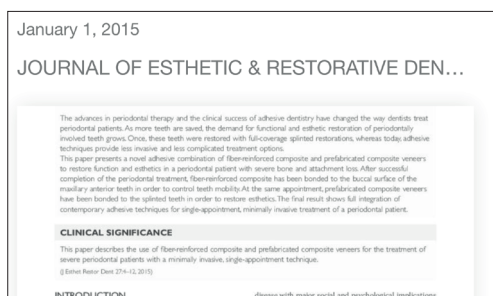 January 1, 2015
JOURNAL OF ESTHETIC & RESTORATIVE DEN...
The advances in periodontal therapy and the clinical success of adhesive dentistry have changed the way dentists treat
periodontal patients. As more teeth are saved, the demand for functional and esthetic restoration of periodontally
involved teeth grows. Once, these teeth were restored with full-coverage splinted restorations, whereas today, adhesive
techniques provide less invasive and less complicated treatment options.
This paper presents a novel adhesive combination of fiber-reinforced composite and prefabricated composite veneers
to restore function and esthetics in a periodontal patient with severe bone and attachment loss. After successful
completion of the periodontal treatment, fiber-reinforced composite has been bonded to the buccal surface of the
maxillary anterior teeth in order to control teeth mobility. At the same appointment, prefabricated composite veneers
have been bonded to the splinted teeth in order to restore esthetics. The final result shows full integration of
contemporary adhesive techniques for single-appointment, minimally invasive treatment of a periodontal patient.
CLINICAL SIGNIFICANCE
This paper describes the use of fiber-reinforced composite and prefabricated composite veneers for the treatment of
severe periodontal patients with a minimally invasive, single-appointment technique.
(J Esthet Restor Dent 27:4–12, 2015)
INTRODUCTION
disease with major social and psychological implications